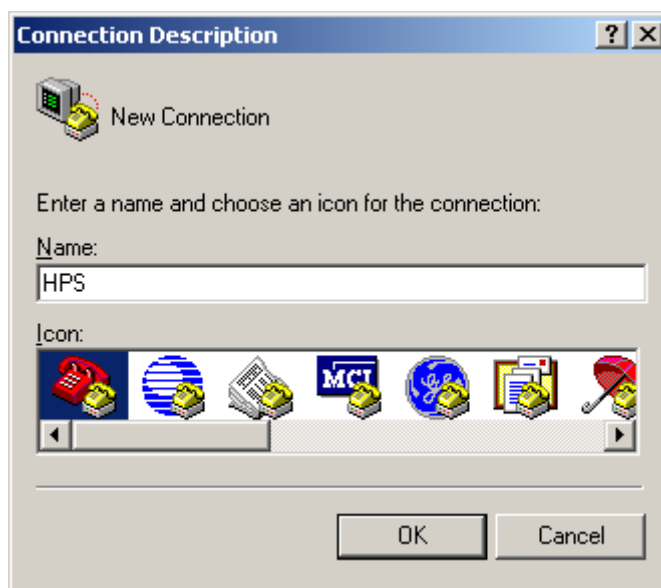 Connection Description
New Connection
Enter a name and choose an icon for the connection:
Name:
HPS
Icon:
MCI
OK Cancel